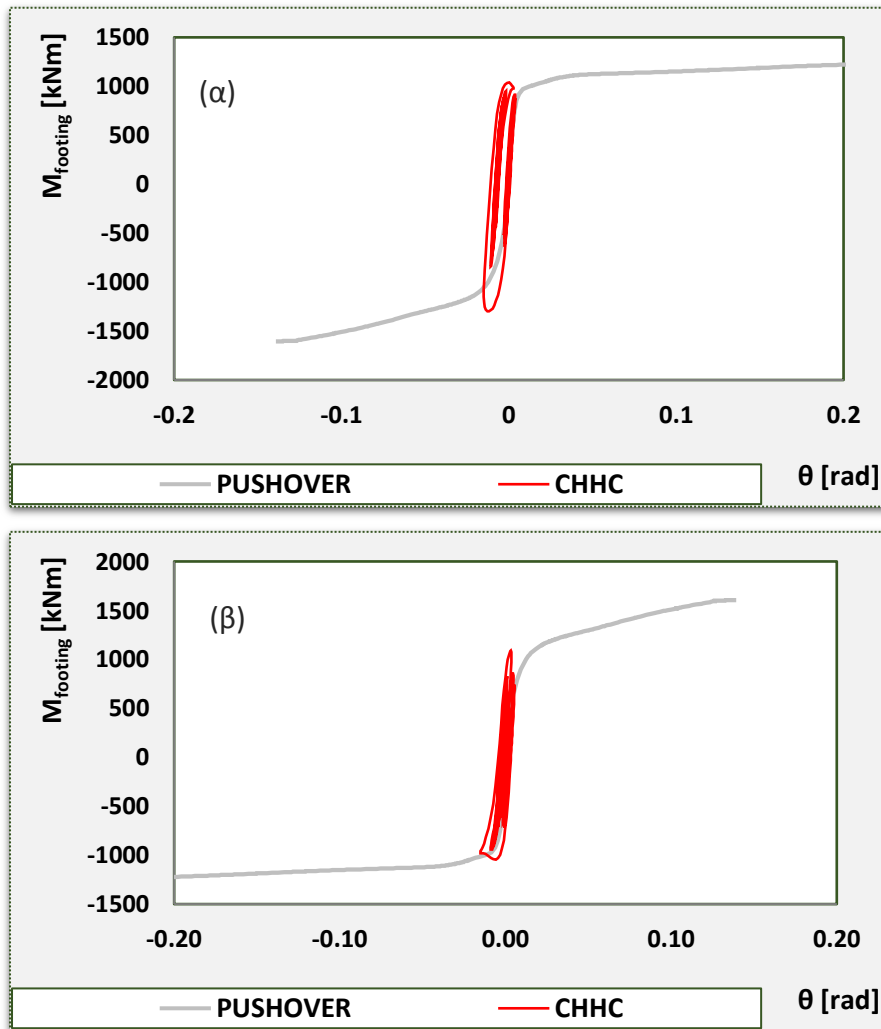 M_footing [kNm]
1500
1000
500
0
-500
-1000
-1500
-2000
(α)
-0.2 -0.1 0 0.1 0.2
PUSHOVER CHHC θ [rad]
M_footing [kNm]
2000
1500
1000
500
0
-500
-1000
-1500
(β)
-0.20 -0.10 0.00 0.10 0.20
PUSHOVER CHHC θ [rad]